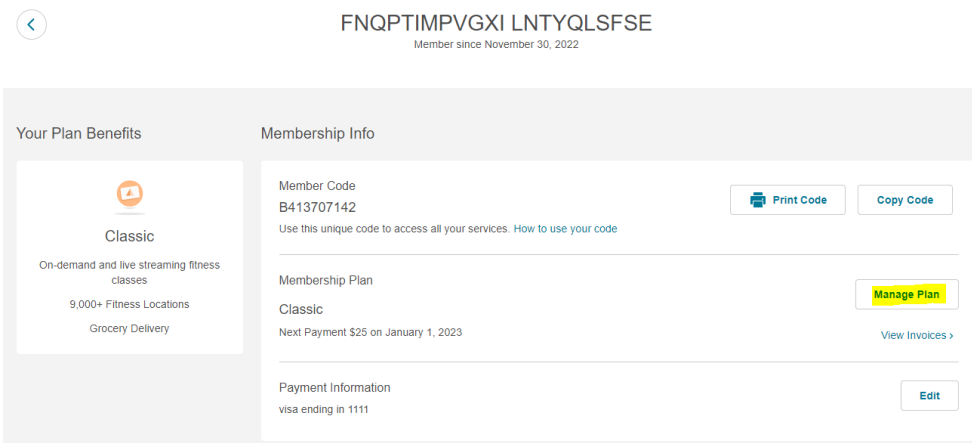 FNQPTIMPVGXI LNTYQLSFSE
Member since November 30, 2022
Your Plan Benefits
Classic
On-demand and live streaming fitness
classes
9,000+ Fitness Locations
Grocery Delivery
Membership Info
Member Code
B413707142
Use this unique code to access all your services. How to use your code
Print Code
Copy Code
Membership Plan
Classic
Next Payment $25 on January 1, 2023
Manage Plan
View Invoices >
Payment Information
visa ending in 1111
Edit